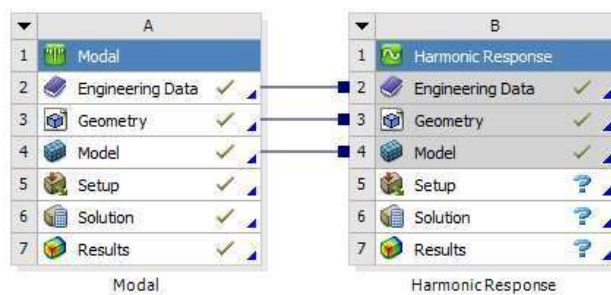 A
1 Modal
2 Engineering Data
3 Geometry
4 Model
5 Setup
6 Solution
7 Results
Modal
B
1 Harmonic Response
2 Engineering Data
3 Geometry
4 Model
5 Setup ?
6 Solution ?
7 Results ?
Harmonic Response